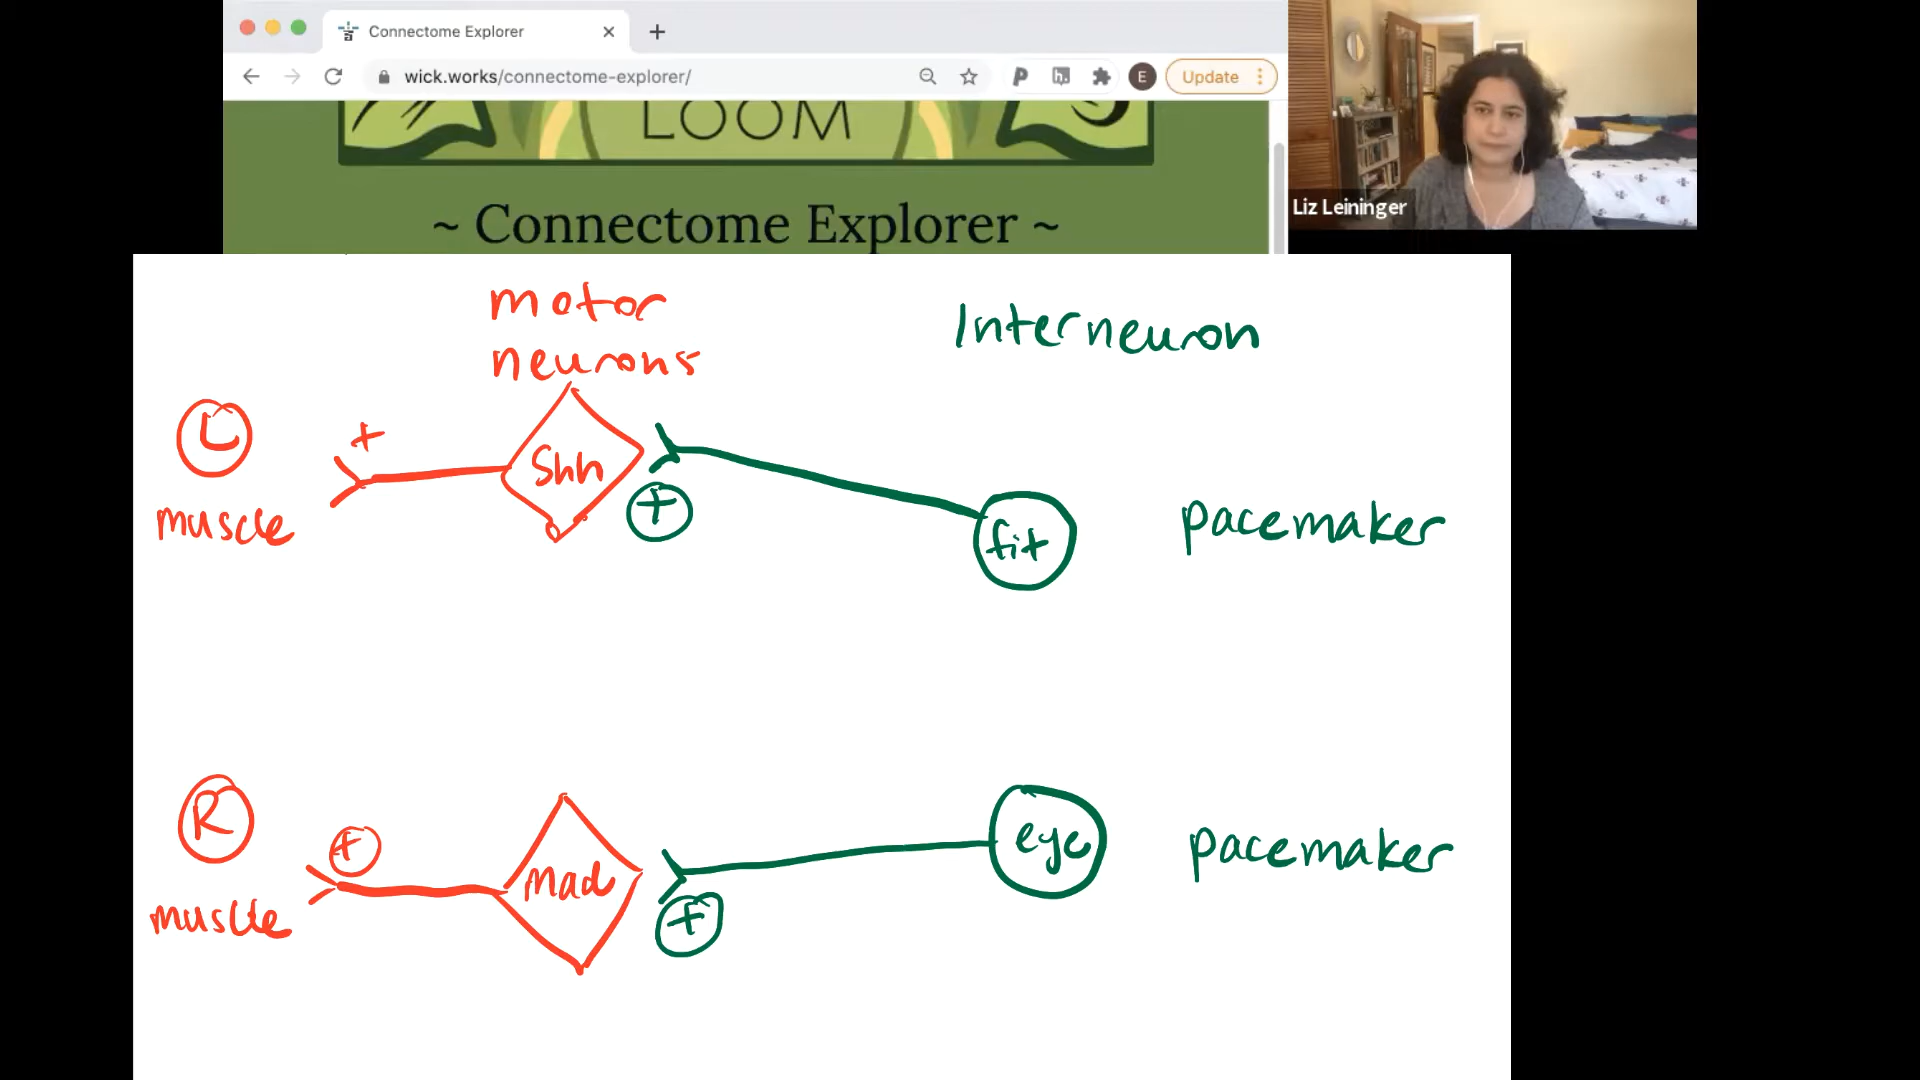 Connectome Explorer
wick.works/connectome-explorer/
E
Update
LOOM
~ Connectome Explorer ~
Liz Leininger
motor
neurons
Interneuron
L
+
muscle
Shh
+
fit
pacemaker
R
+
muscle
mad
+
eye
pacemaker